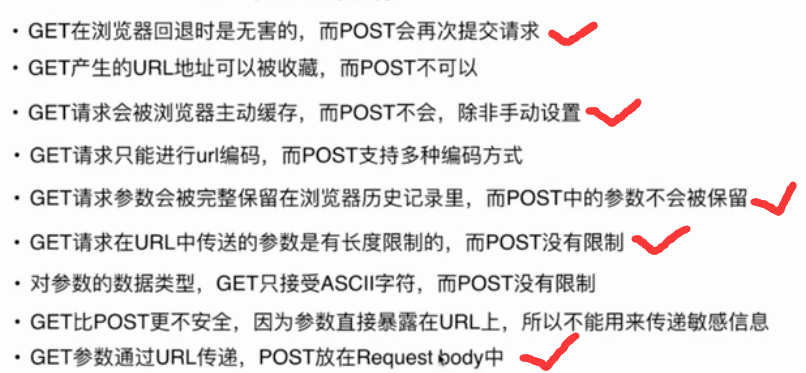 • GET在浏览器回退时是无害的，而POST会再次提交请求
• GET产生的URL地址可以被收藏，而POST不可以
• GET请求会被浏览器主动缓存，而POST不会，除非手动设置
• GET请求只能进行url编码，而POST支持多种编码方式
• GET请求参数会被完整保留在浏览器历史记录里，而POST中的参数不会被保留
• GET请求在URL中传送的参数是有长度限制的，而POST没有限制
• 对参数的数据类型，GET只接受ASCII字符，而POST没有限制
• GET比POST更不安全，因为参数直接暴露在URL上，所以不能用来传递敏感信息
• GET参数通过URL传递，POST放在Request body中